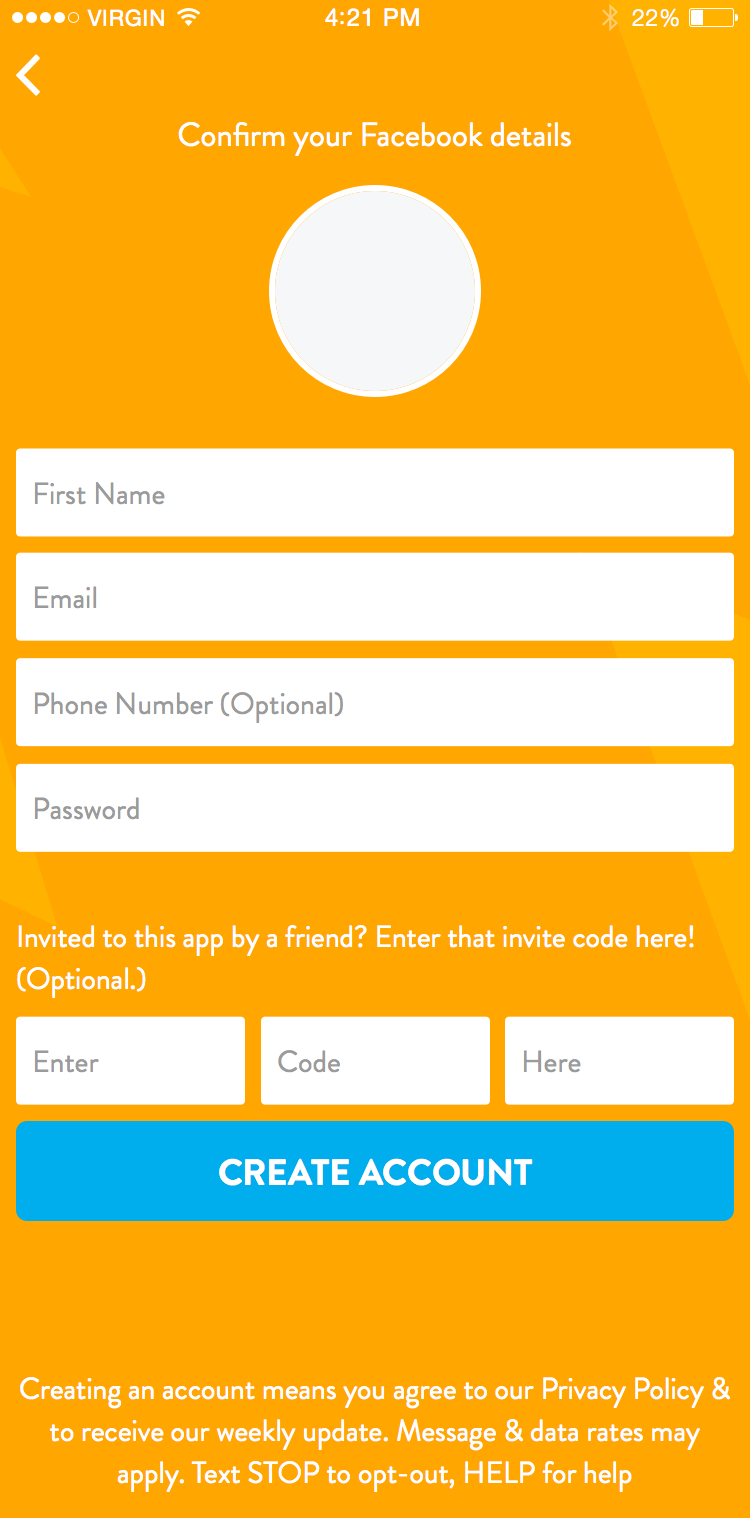 VIRGIN 4:21 PM 22%
Confirm your Facebook details
First Name
Email
Phone Number (Optional)
Password
Invited to this app by a friend? Enter that invite code here!
(Optional.)
Enter Code Here
CREATE ACCOUNT
Creating an account means you agree to our Privacy Policy &
to receive our weekly update. Message & data rates may
apply. Text STOP to opt-out, HELP for help